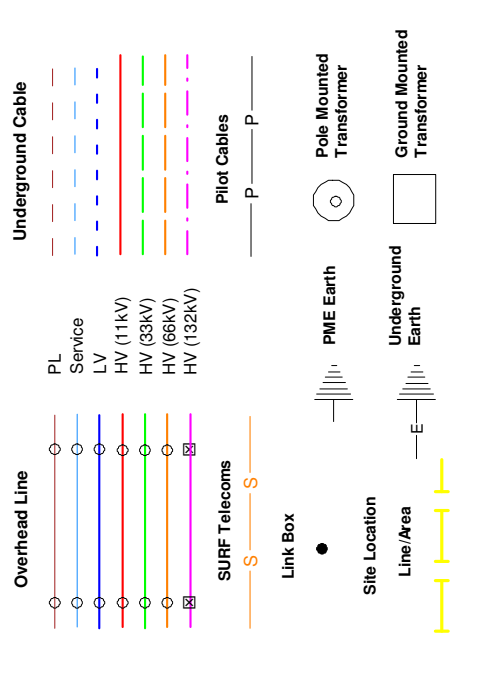 Overhead Line
Underground Cable
PL
Service
LV
HV (11kV)
HV (33kV)
HV (66kV)
HV (132kV)
SURF Telecoms
Pilot Cables
S S
P P
Link Box
PME Earth
Pole Mounted
Transformer
Site Location
Line/Area
Underground
Earth
Ground Mounted
Transformer
E